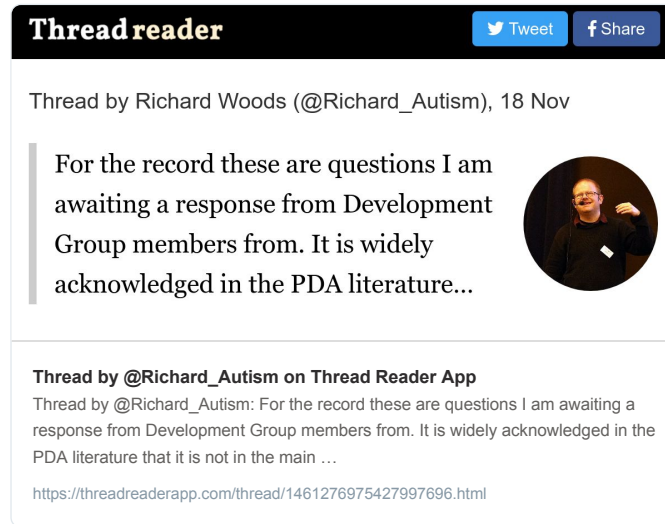 Thread reader
Tweet
Share
Thread by Richard Woods (@Richard_Autism), 18 Nov
For the record these are questions I am
awaiting a response from Development
Group members from. It is widely
acknowledged in the PDA literature...
Thread by @Richard_Autism on Thread Reader App
Thread by @Richard_Autism: For the record these are questions I am awaiting a
response from Development Group members from. It is widely acknowledged in the
PDA literature that it is not in the main …
https://threadreaderapp.com/thread/1461276975427997696.html